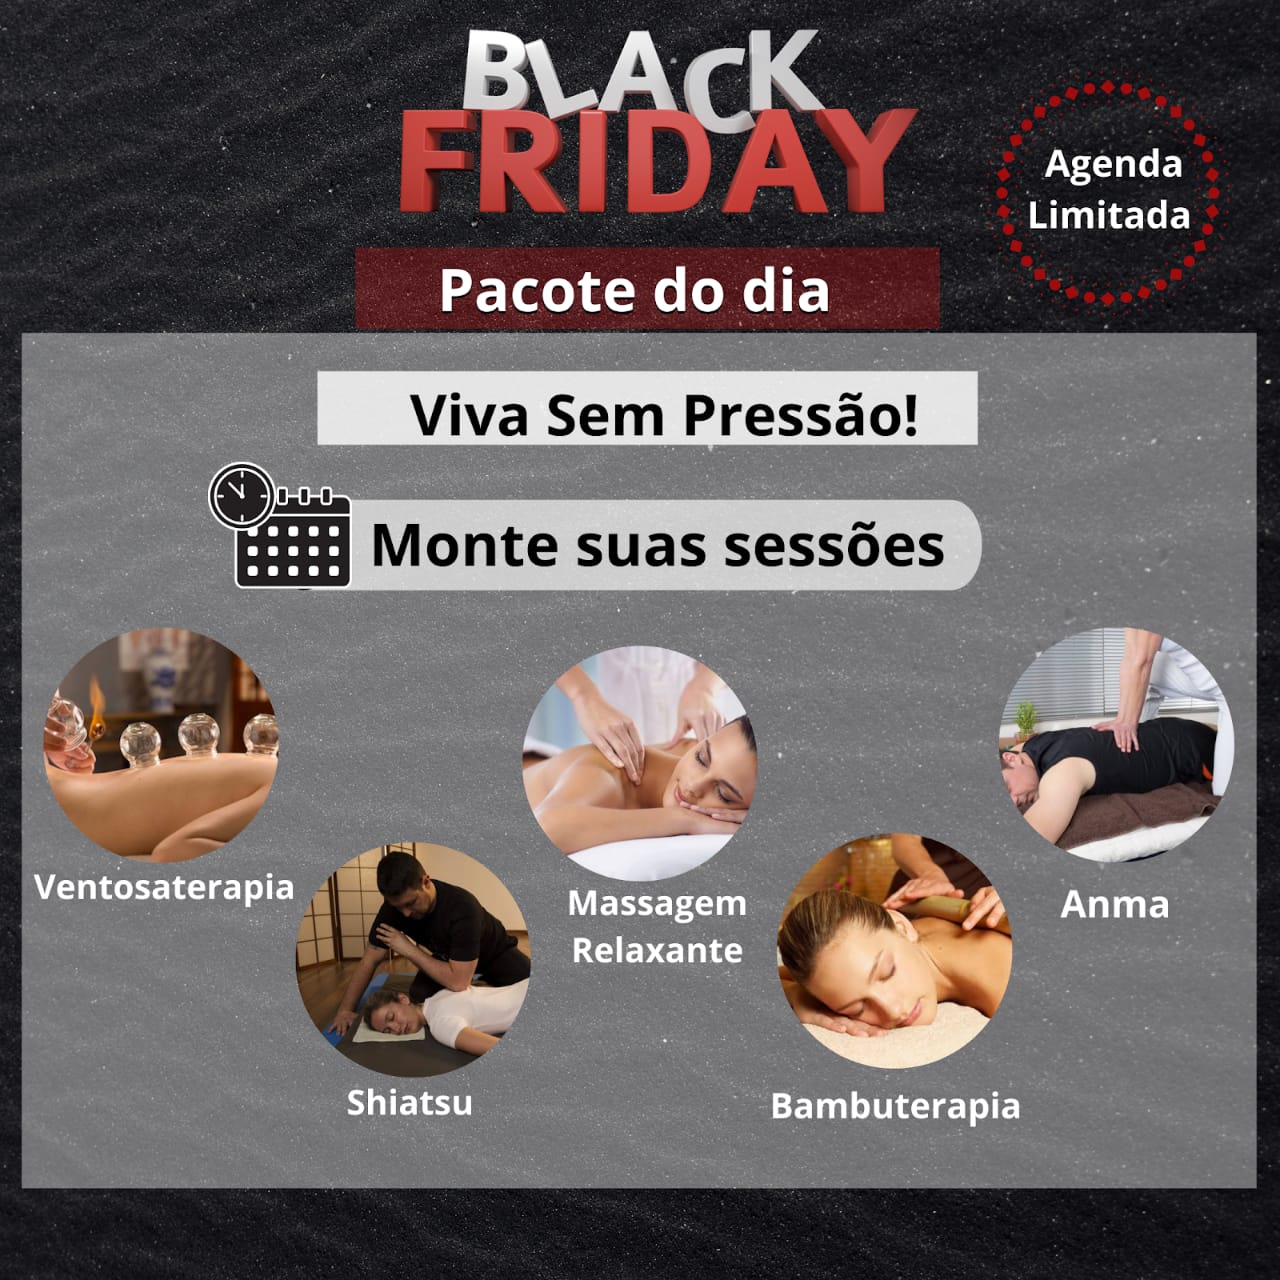 BLACK
FRIDAY
Agenda
Limitada
Pacote do dia
Viva Sem Pressão!
Monte suas sessões
Ventosaterapia
Shiatsu
Massagem
Relaxante
Bambuterapia
Anma